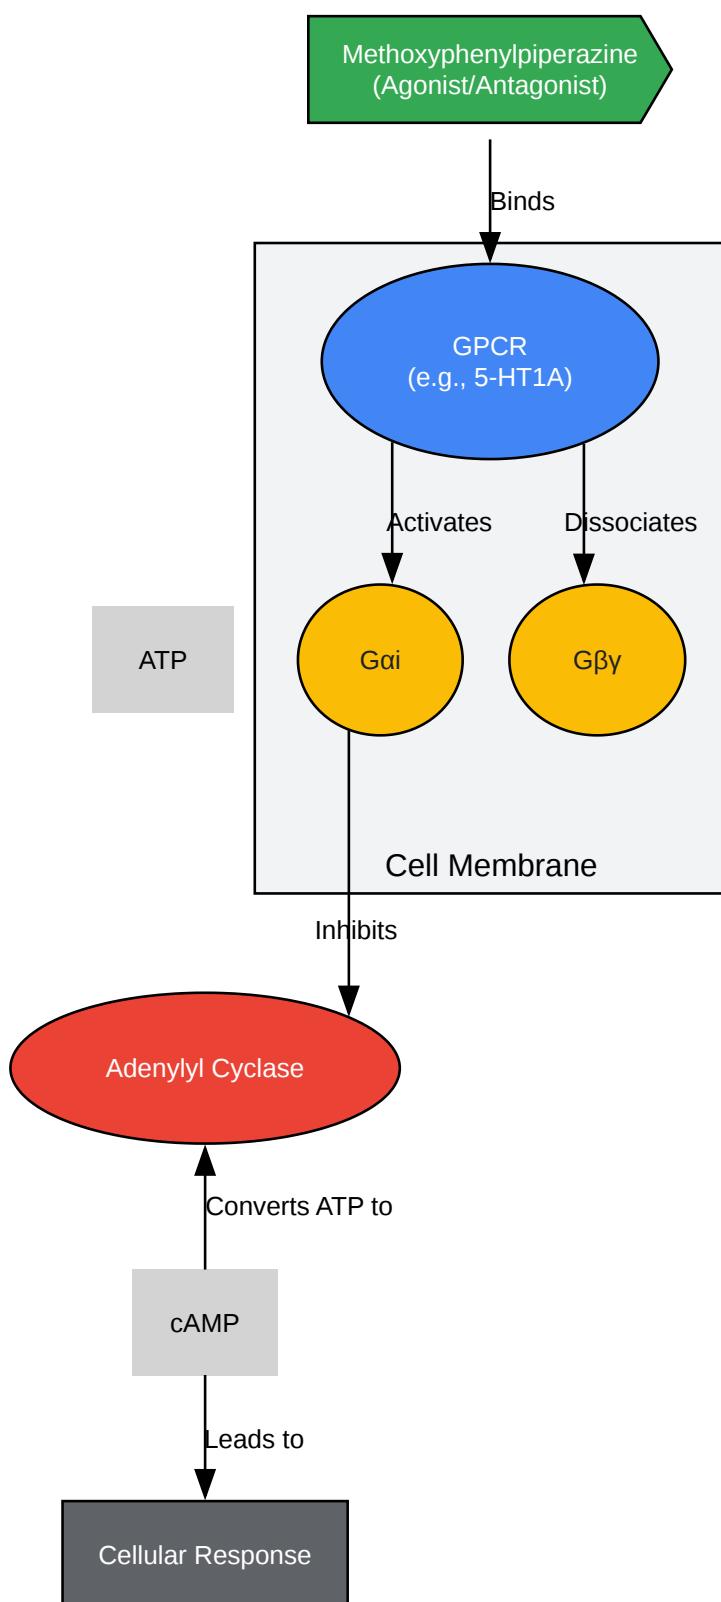 Methoxyphenylpiperazine
(Agonist/Antagonist)
Binds
GPCR
(e.g., 5-HT1A)
Activates
Dissociates
ATP
Gαi
Gβγ
Cell Membrane
Inhibits
Adenylyl Cyclase
Converts ATP to
cAMP
Leads to
Cellular Response